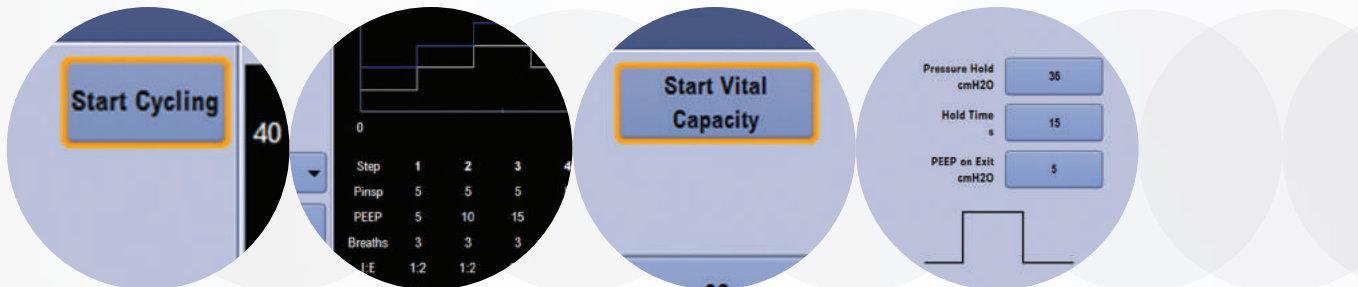 Start Cycling
40
0
Step 1 2 3 4
Pinsp 5 5 5
PEEP 5 10 15
Breaths 3 3 3
I:E 1:2 1:2
Start Vital
Capacity
Pressure Hold
cmH2O
36
Hold Time
s
15
PEEP on Exit
cmH2O
5